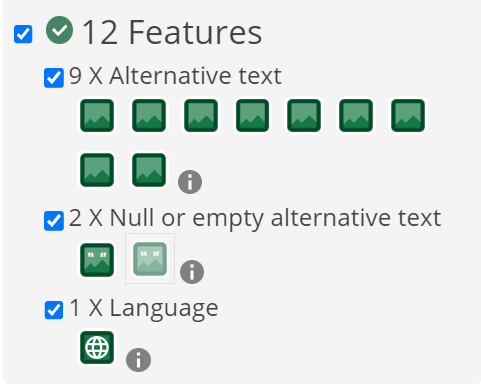 12 Features
9 X Alternative text
2 X Null or empty alternative text
1 X Language